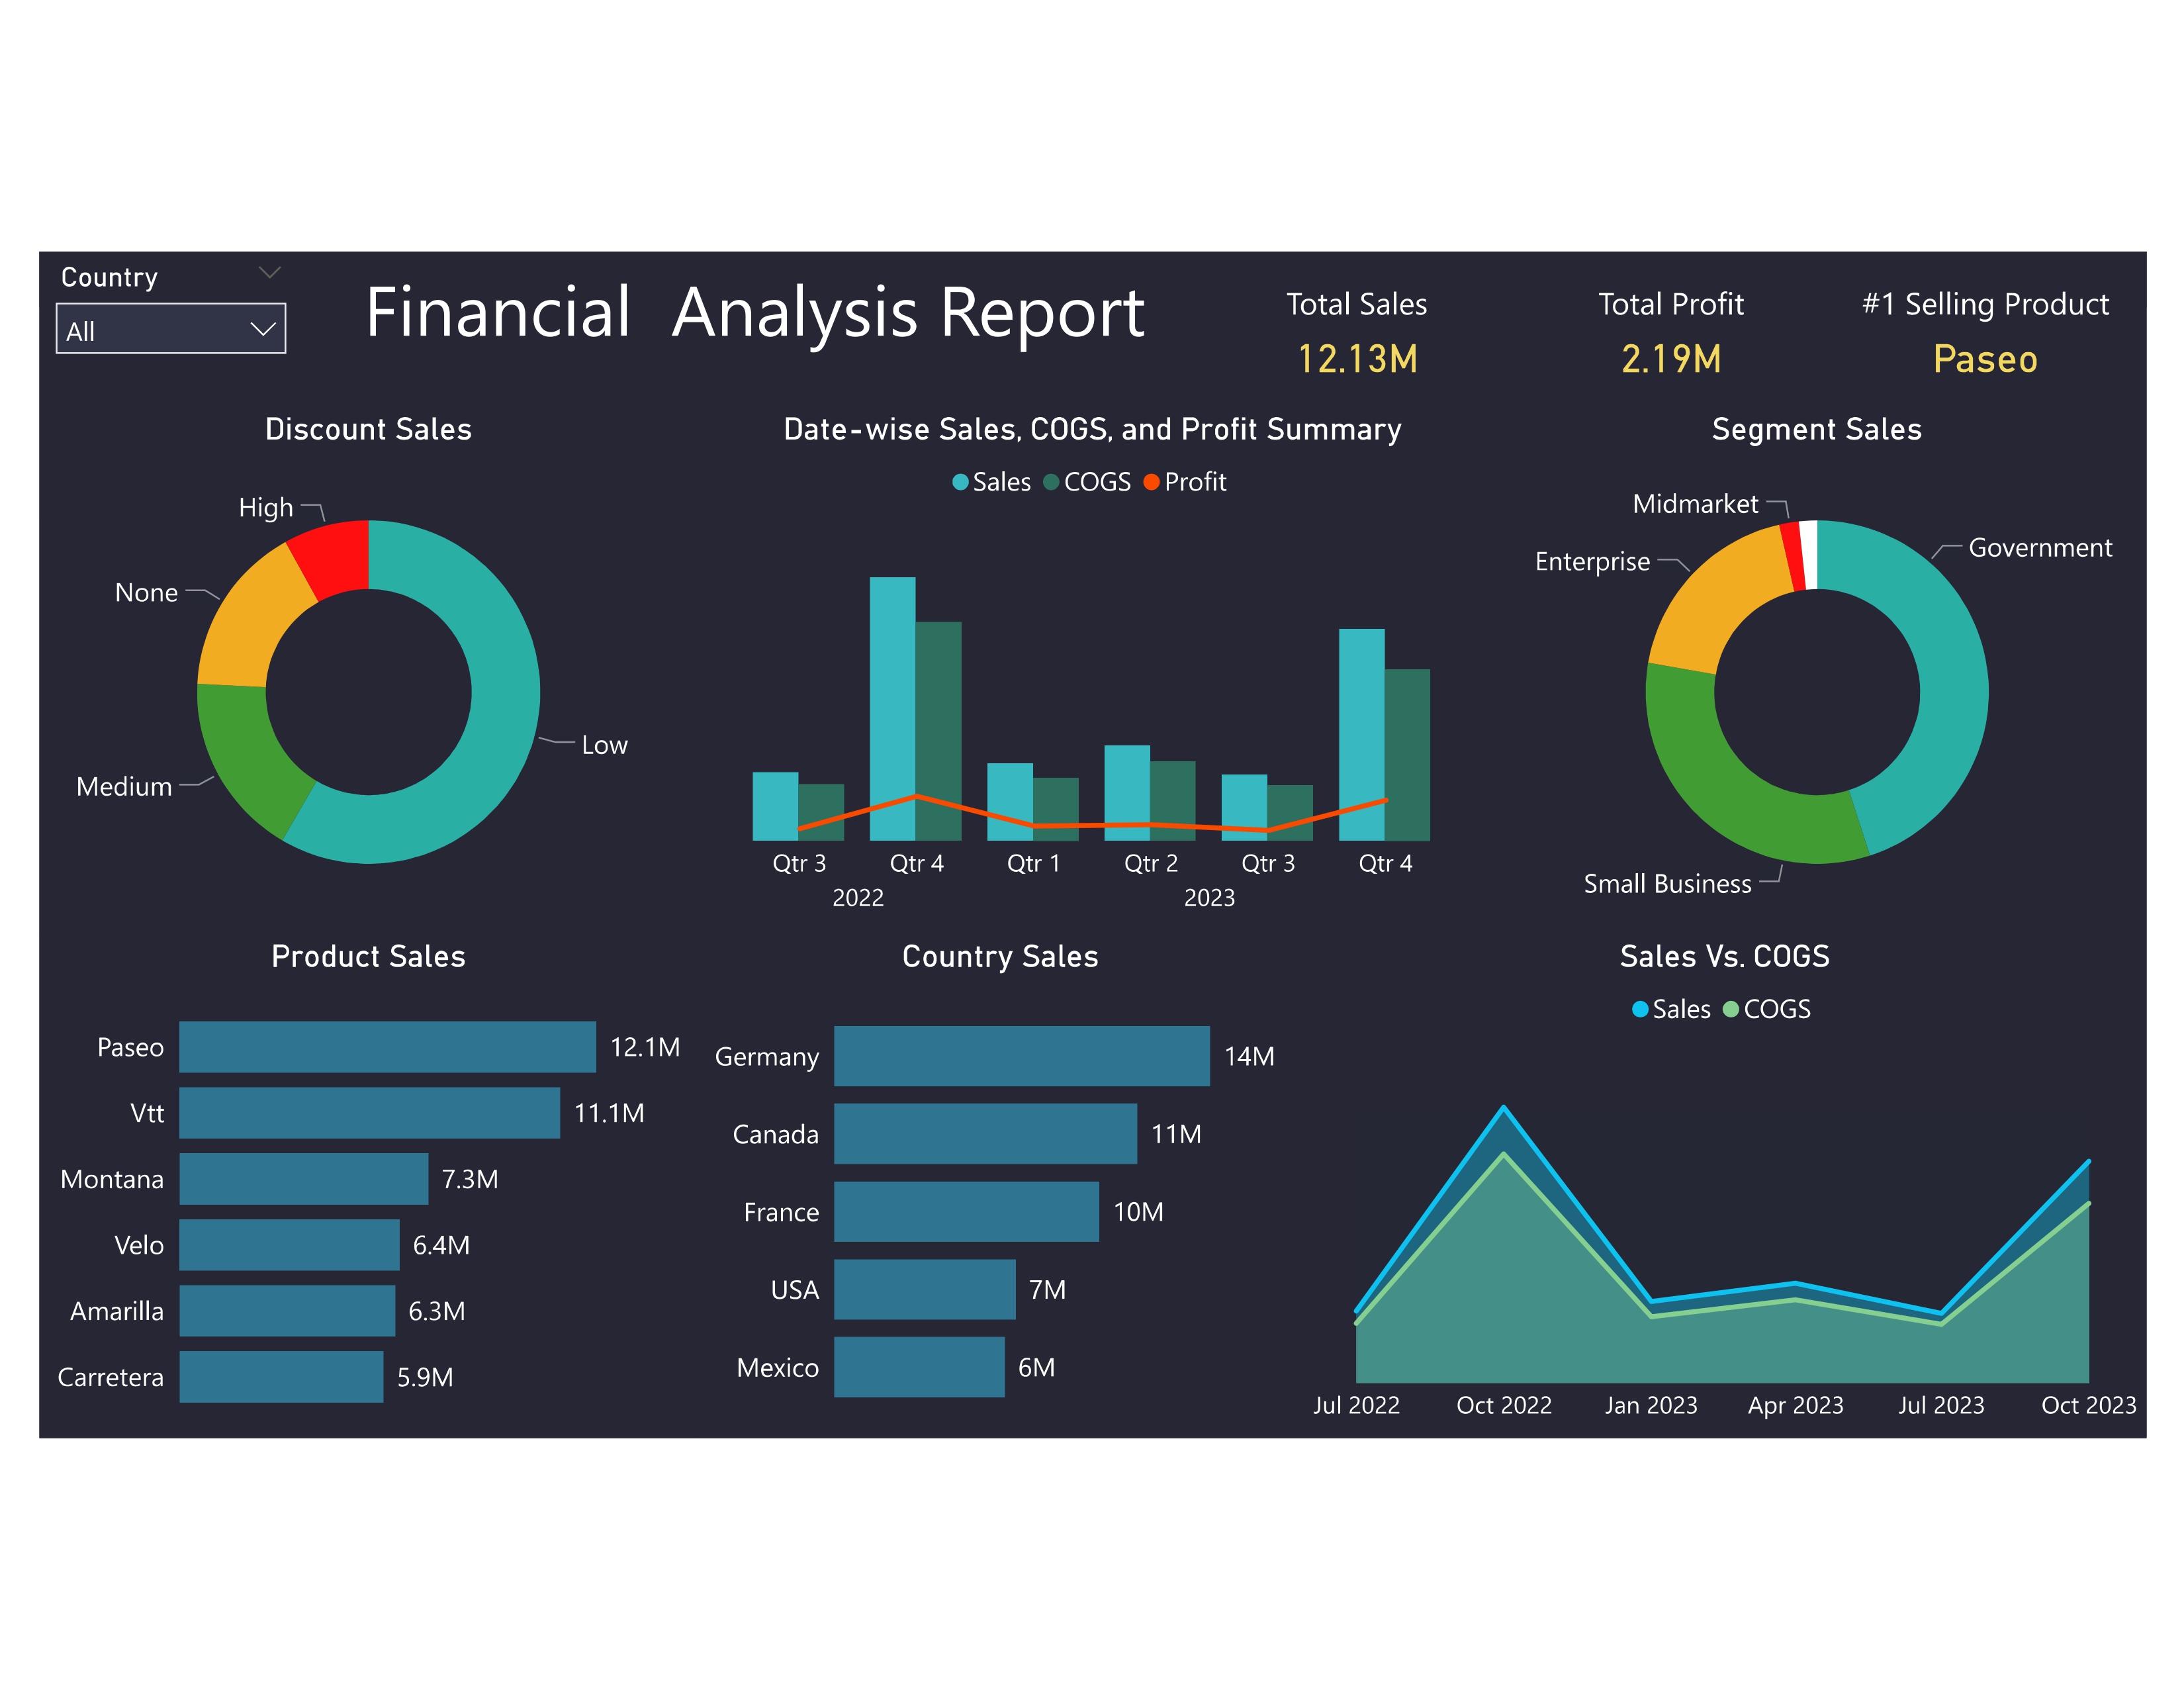 Country
All
Financial Analysis Report
Total Sales
12.13M
Total Profit
2.19M
#1 Selling Product
Paseo
Discount Sales
High
None
Medium
Low
Date-wise Sales, COGS, and Profit Summary
Sales COGS Profit
Qtr 3 Qtr 4 Qtr 1 Qtr 2 Qtr 3 Qtr 4
2022 2023
Segment Sales
Midmarket
Government
Enterprise
Small Business
Product Sales
Paseo 12.1M
Vtt 11.1M
Montana 7.3M
Velo 6.4M
Amarilla 6.3M
Carretera 5.9M
Country Sales
Germany 14M
Canada 11M
France 10M
USA 7M
Mexico 6M
Sales Vs. COGS
Sales COGS
Jul 2022 Oct 2022 Jan 2023 Apr 2023 Jul 2023 Oct 2023